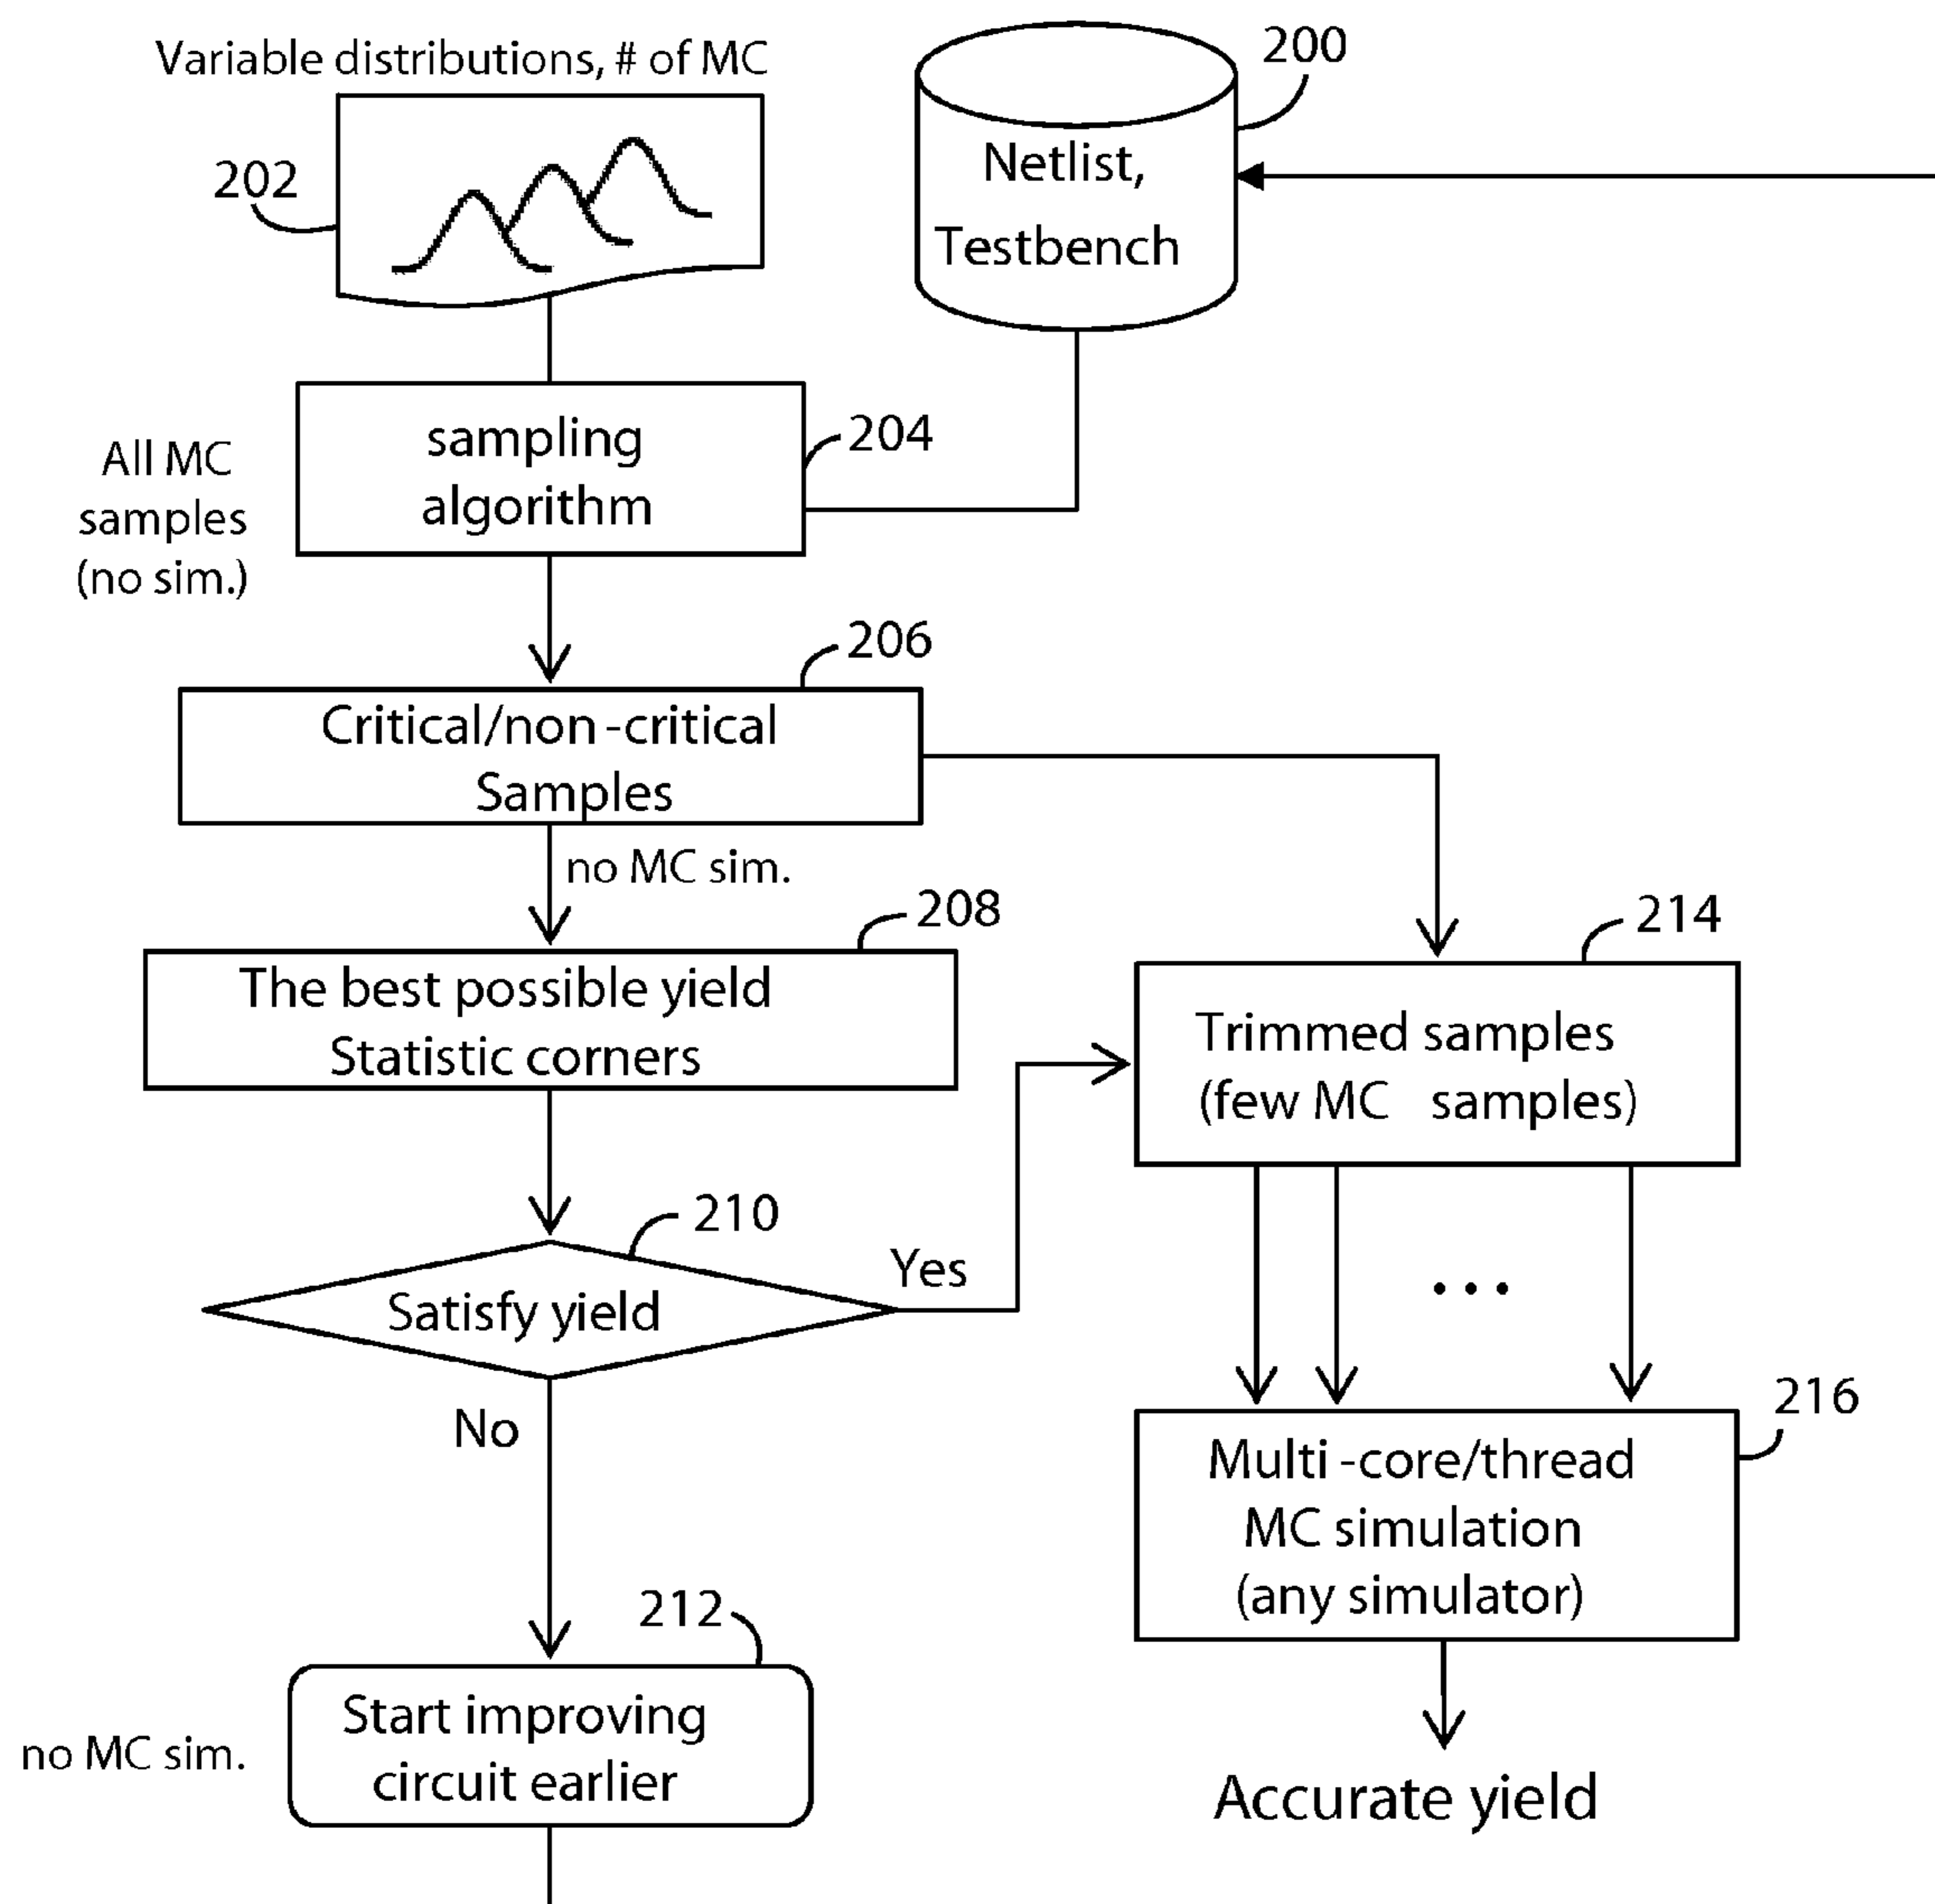 Variable distributions, # of MC
200
202
Netlist,
Testbench
sampling
algorithm
204
All MC
samples
(no sim.)
206
Critical/non-critical
Samples
no MC sim.
208
The best possible yield
Statistic corners
214
Trimmed samples
(few MC samples)
210
Yes
Satisfy yield
...
No
216
Multi-core/thread
MC simulation
(any simulator)
212
Start improving
circuit earlier
no MC sim.
Accurate yield